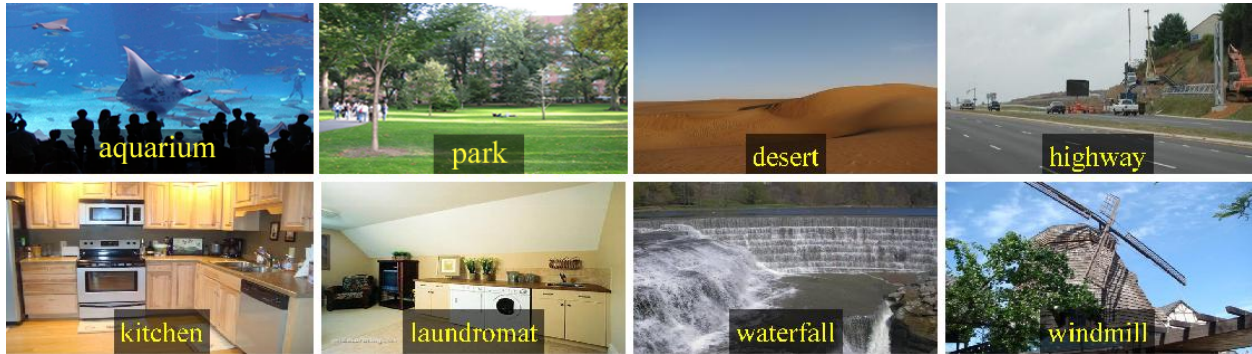 aquarium
park
desert
highway
kitchen
laundromat
waterfall
windmill